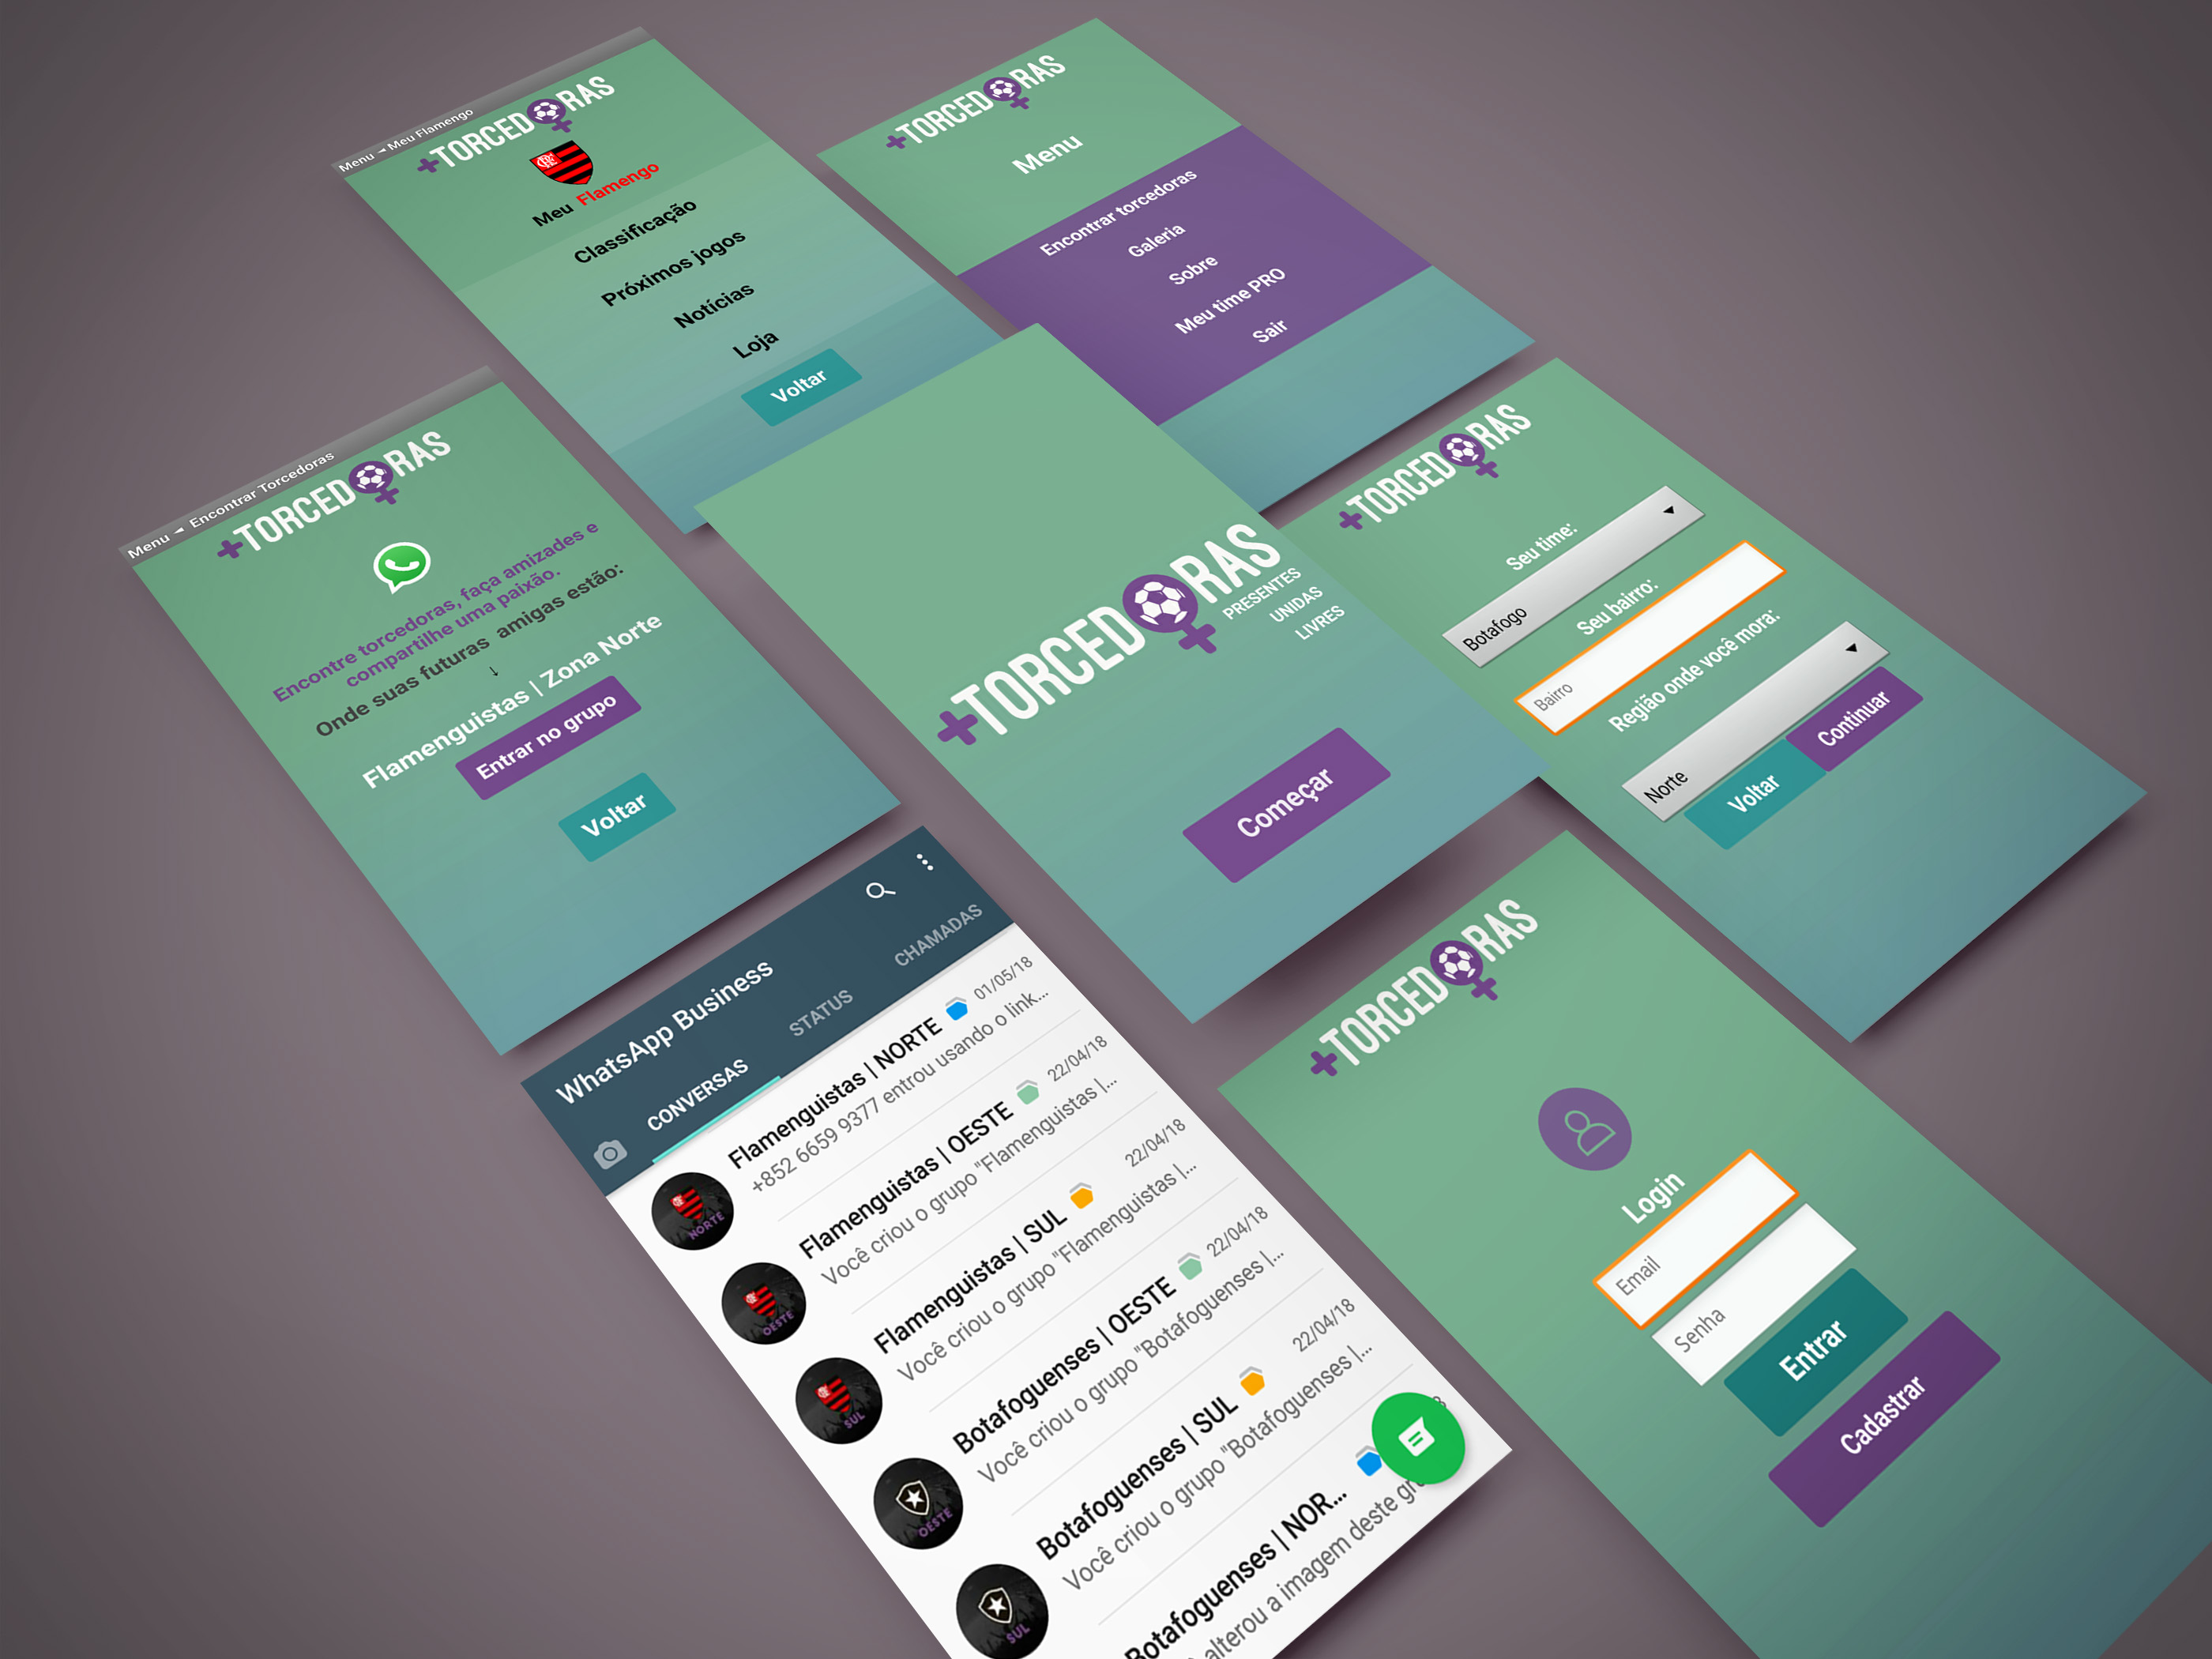 Menu ◄ Meu Flamengo
+TORCEDORAS
Meu Flamengo
Classificação
Próximos jogos
Notícias
Loja
Voltar
+TORCEDORAS
Menu
Encontrar torcedoras
Galeria
Sobre
Meu time PRO
Sair
Menu ◄ Encontrar Torcedoras
+TORCEDORAS
Encontre torcedoras, faça amizades e
compartilhe uma paixão.
Onde suas futuras amigas estão:
↓
Flamenguistas | Zona Norte
Entrar no grupo
Voltar
+TORCEDORAS
PRESENTES
UNIDAS
LIVRES
Começar
+TORCEDORAS
Seu time:
Botafogo
Seu bairro:
Bairro
Região onde você mora:
Norte
Voltar
Continuar
WhatsApp Business
CONVERSAS STATUS CHAMADAS
Flamenguistas | NORTE 01/05/18
+852 6659 9377 entrou usando o link...
NORTE
Flamenguistas | OESTE 22/04/18
Você criou o grupo "Flamenguistas |...
OESTE
Flamenguistas | SUL 22/04/18
Você criou o grupo "Flamenguistas |...
SUL
Botafoguenses | OESTE 22/04/18
Você criou o grupo "Botafoguenses |...
OESTE
Botafoguenses | SUL 22/04/18
Você criou o grupo "Botafoguenses |...
SUL
Botafoguenses | NOR...
alterou a imagem deste
+TORCEDORAS
Login
Email
Senha
Entrar
Cadastrar